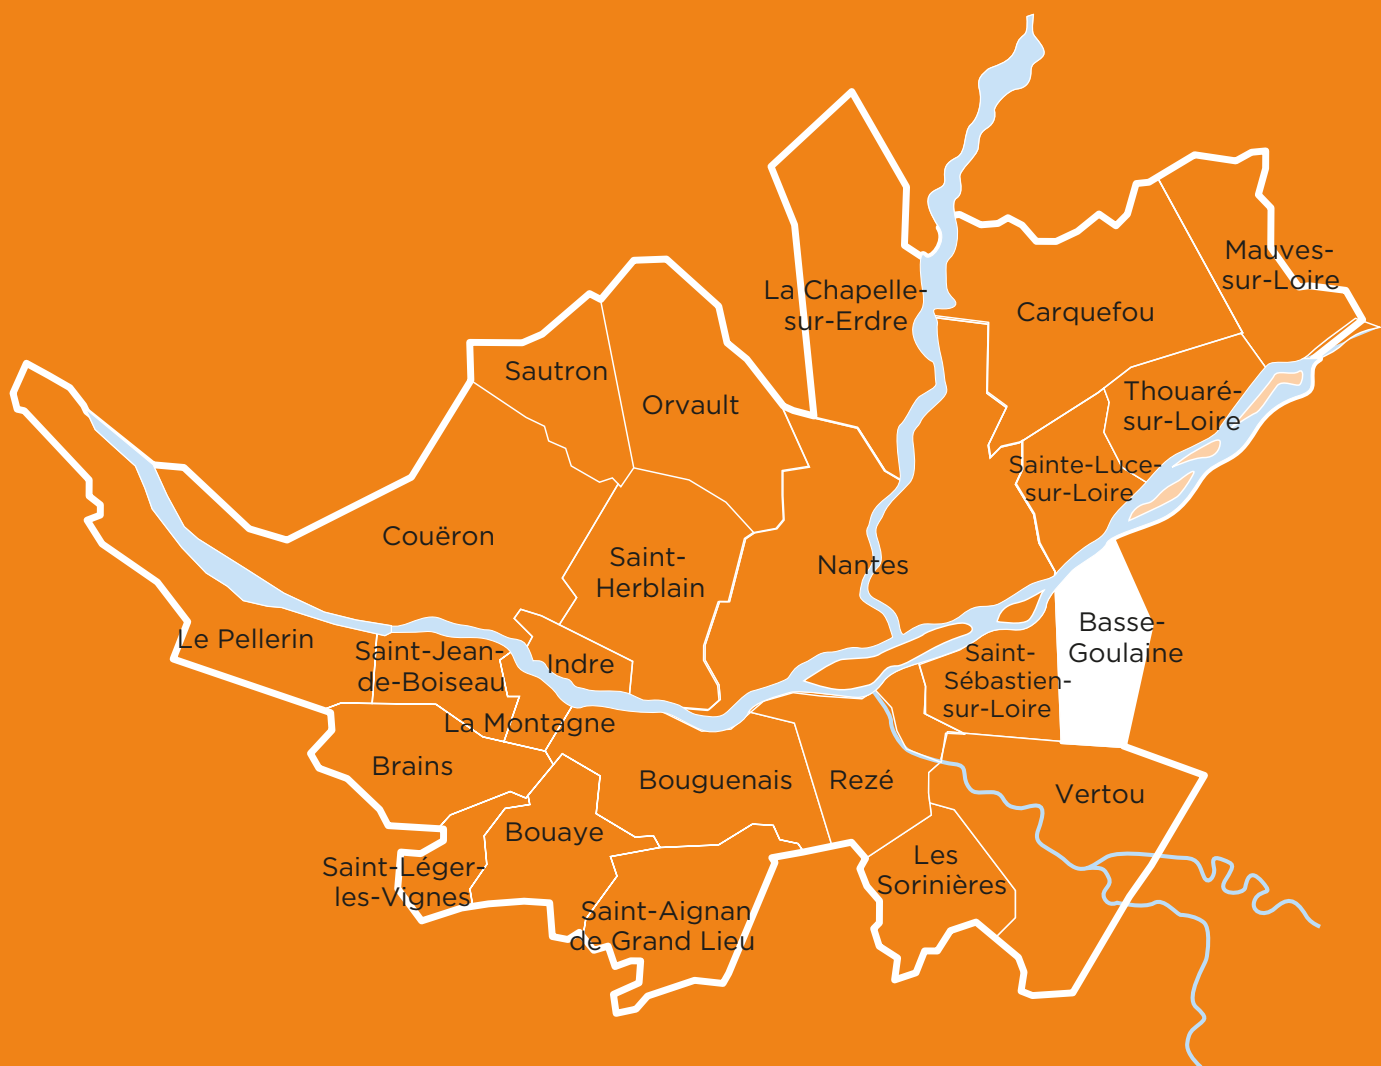 Mauves-
sur-Loire
La Chapelle-
sur-Erdre
Carquefou
Sautron
Orvault
Thouaré-
sur-Loire
Sainte-Luce-
sur-Loire
Couëron
Saint-
Herblain
Nantes
Basse-
Goulaine
Le Pellerin
Saint-Jean-
de-Boiseau
Indre
Saint-
Sébastien-
sur-Loire
La Montagne
Brains
Bouguenais
Rezé
Vertou
Bouaye
Les
Sorinières
Saint-Léger-
les-Vignes
Saint-Aignan
de Grand Lieu